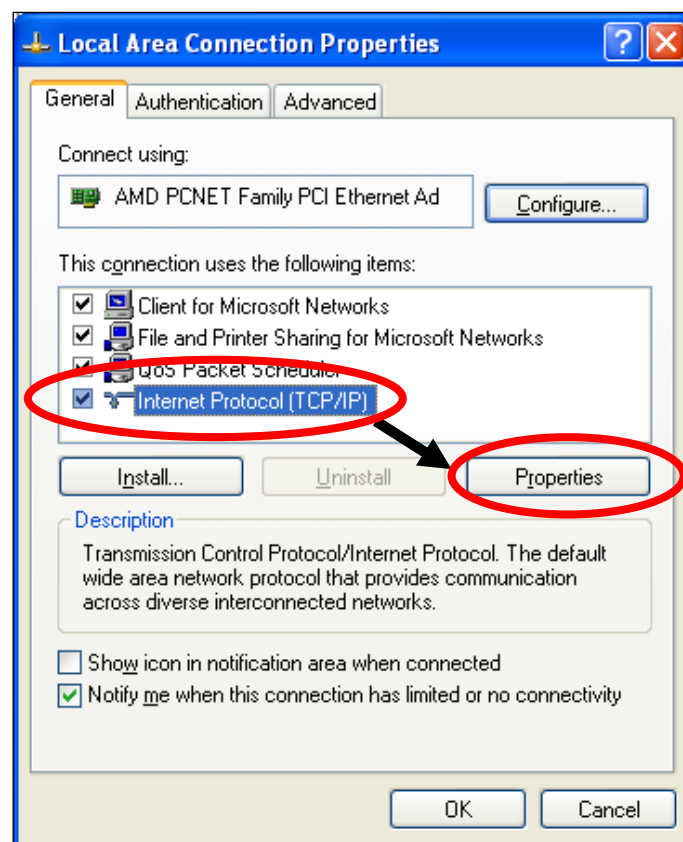 Local Area Connection Properties
General Authentication Advanced
Connect using:
AMD PCNET Family PCI Ethernet Ad
Configure...
This connection uses the following items:
Client for Microsoft Networks
File and Printer Sharing for Microsoft Networks
QoS Packet Scheduler
Internet Protocol (TCP/IP)
Install... Uninstall Properties
Description
Transmission Control Protocol/Internet Protocol. The default
wide area network protocol that provides communication
across diverse interconnected networks.
Show icon in notification area when connected
Notify me when this connection has limited or no connectivity
OK Cancel